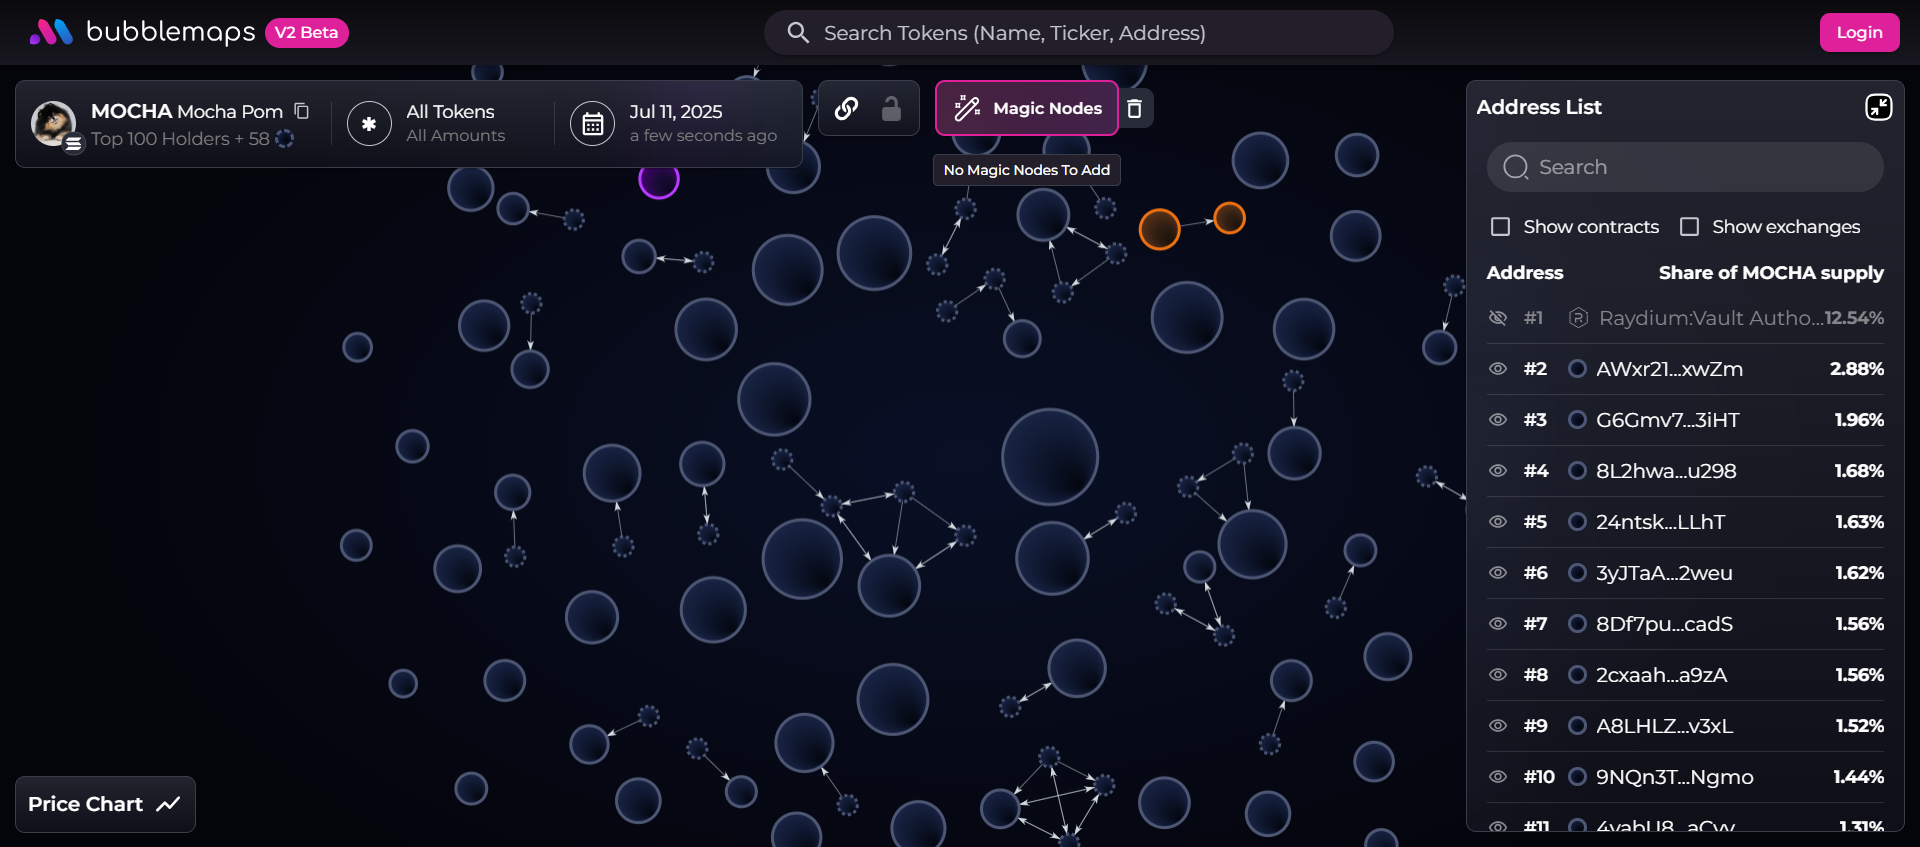 bubblemaps V2 Beta
Search Tokens (Name, Ticker, Address)
Login
MOCHA Mocha Pom
Top 100 Holders + 58
All Tokens
All Amounts
Jul 11, 2025
a few seconds ago
Magic Nodes
No Magic Nodes To Add
Address List
Search
Show contracts
Show exchanges
Address Share of MOCHA supply
#1 Raydium:Vault Autho... 12.54%
#2 AWxr21...xwZm 2.88%
#3 G6Gmv7...3iHT 1.96%
#4 8L2hwa...u298 1.68%
#5 24ntsk...LLhT 1.63%
#6 3yJTaA...2weu 1.62%
#7 8Df7pu...cadS 1.56%
#8 2cxaah...a9zA 1.56%
#9 A8LHLZ...v3xL 1.52%
#10 9NQn3T...Ngmo 1.44%
#11 1.31%
Price Chart